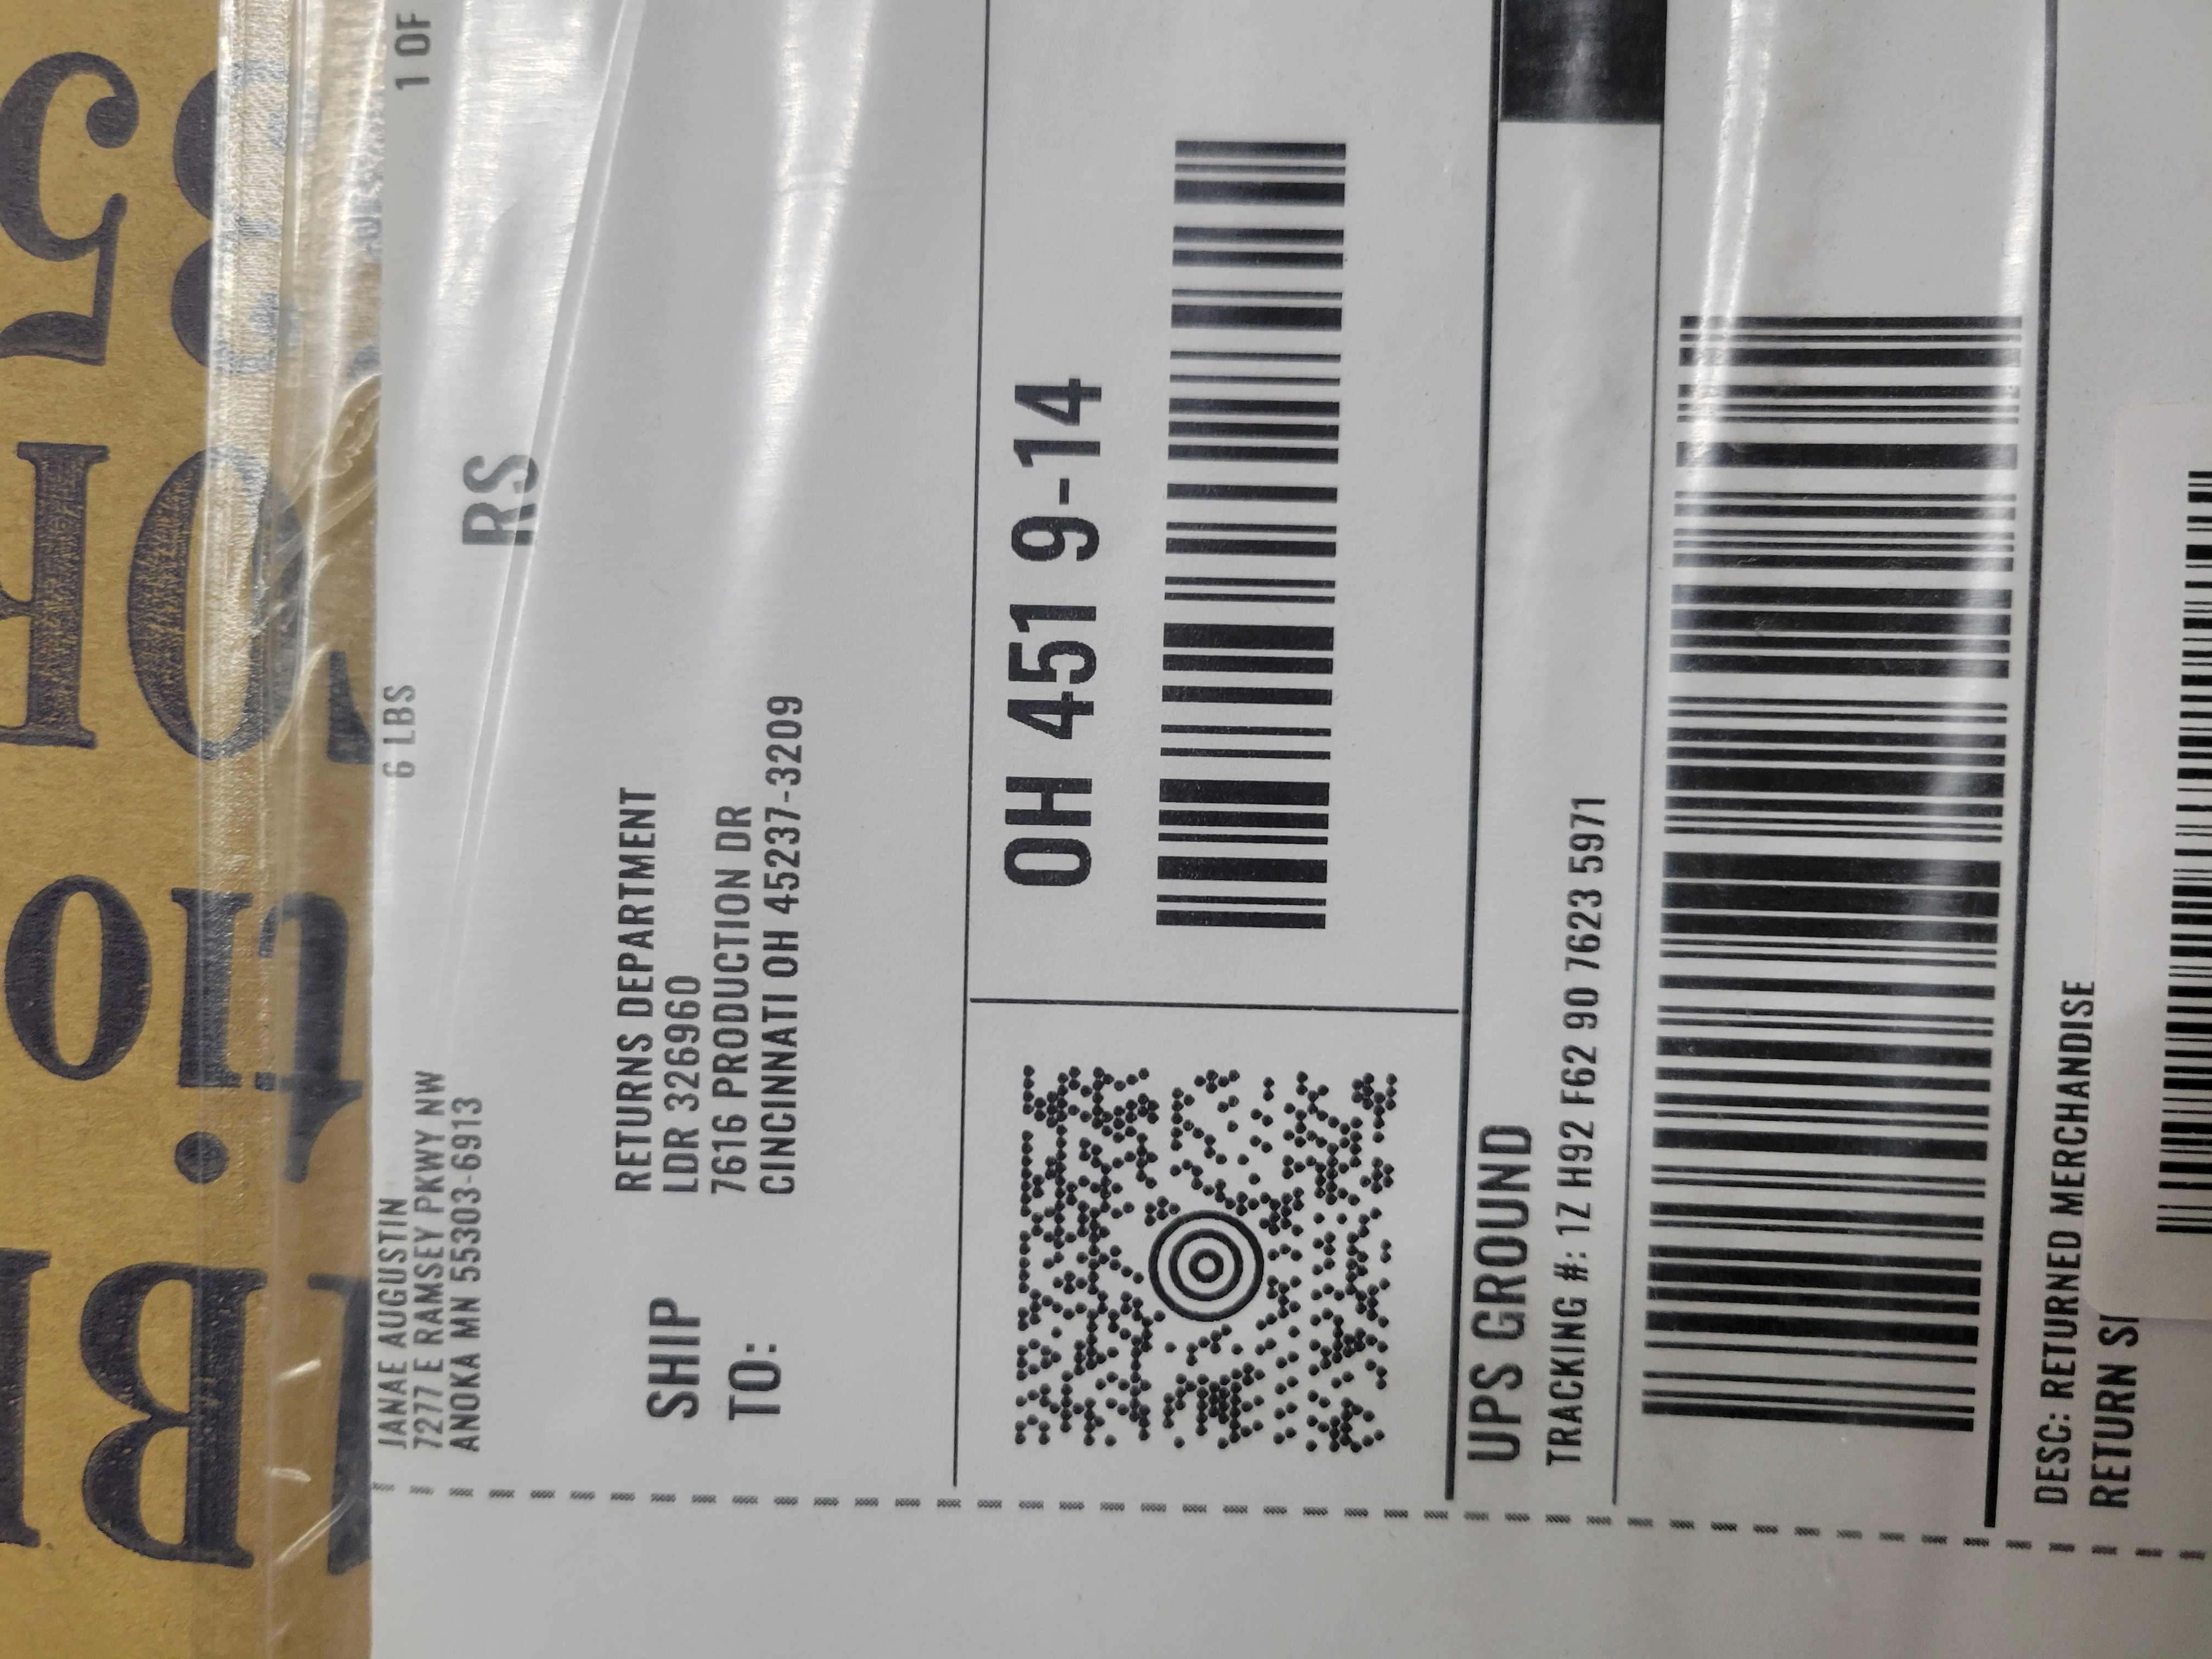 JANAE AUGUSTIN
7277 E RAMSEY PKWY NW
ANOKA MN 55303-6913
6 LBS
1 OF
RS
SHIP
TO:
RETURNS DEPARTMENT
LDR 326960
7616 PRODUCTION DR
CINCINNATI OH 45237-3209
OH 451 9-14
UPS GROUND
TRACKING #: 1Z H92 F62 90 7623 5971
DESC: RETURNED MERCHANDISE
RETURN